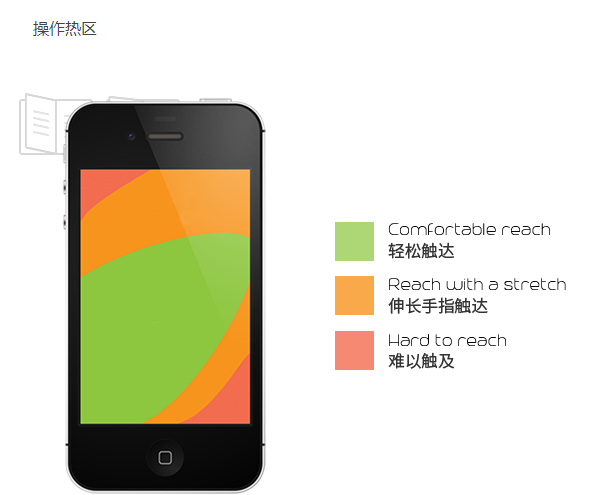 操作热区
Comfortable reach
轻松触达
Reach with a stretch
伸长手指触达
Hard to reach
难以触及